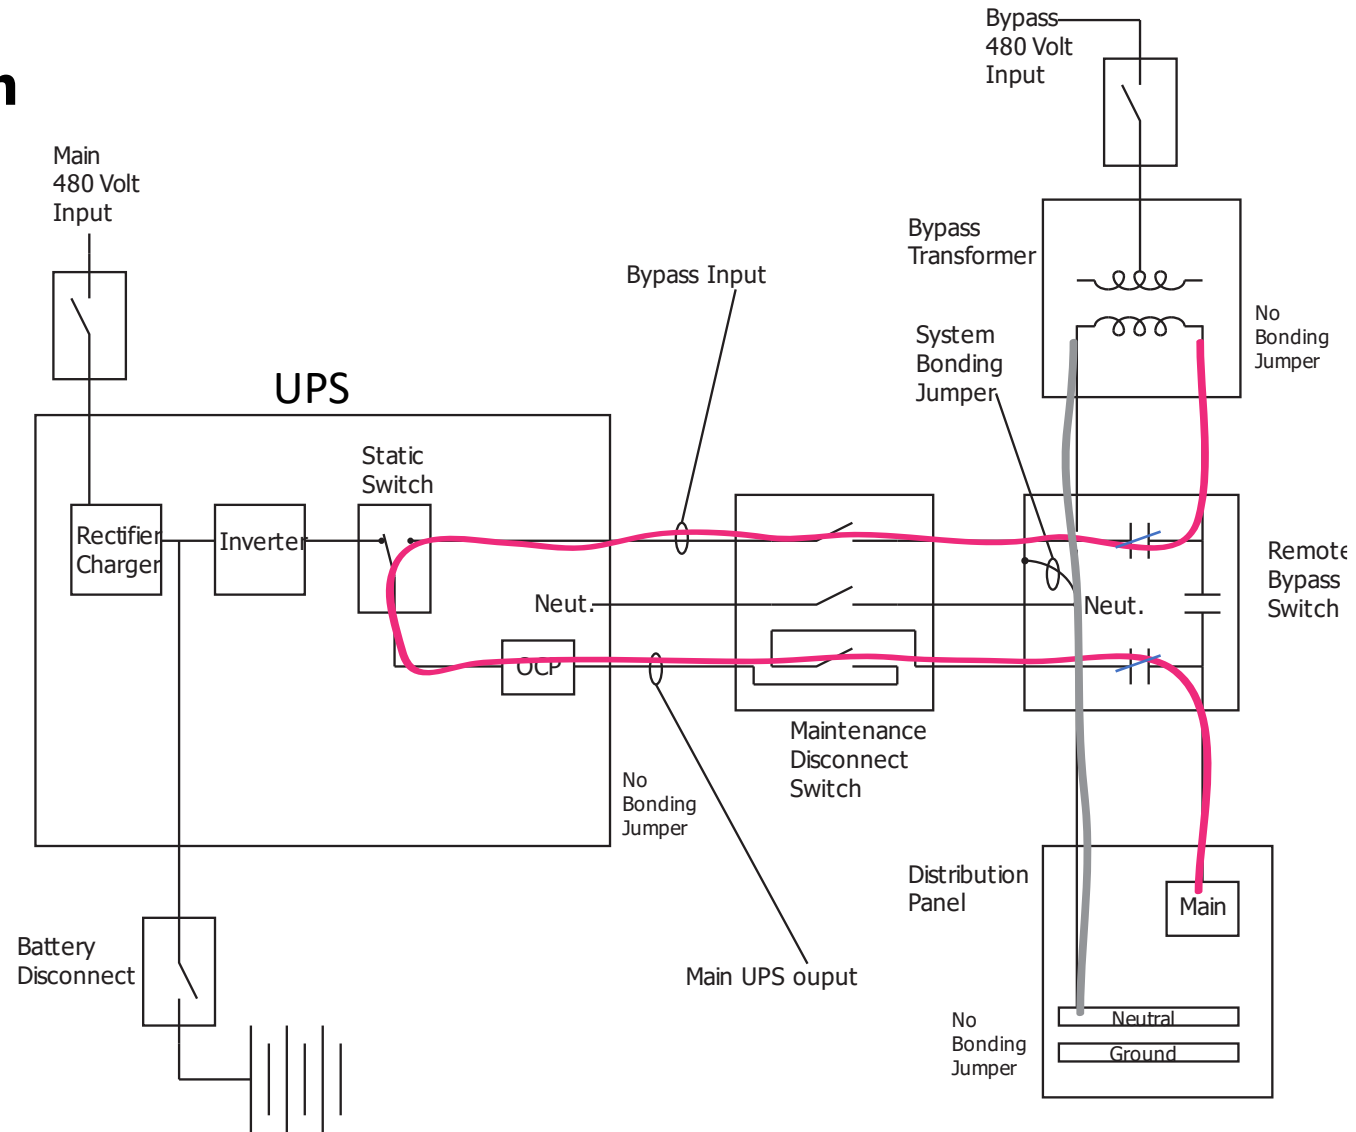 n
Bypass
480 Volt
Input
Main
480 Volt
Input
Bypass
Transformer
Bypass Input
No
Bonding
Jumper
System
Bonding
Jumper
UPS
Static
Switch
Rectifier
Charger
Inverter
Remote
Bypass
Switch
Neut.
Neut.
OCP
Maintenance
Disconnect
Switch
No
Bonding
Jumper
Distribution
Panel
Main
Battery
Disconnect
Main UPS ouput
No
Bonding
Jumper
Neutral
Ground